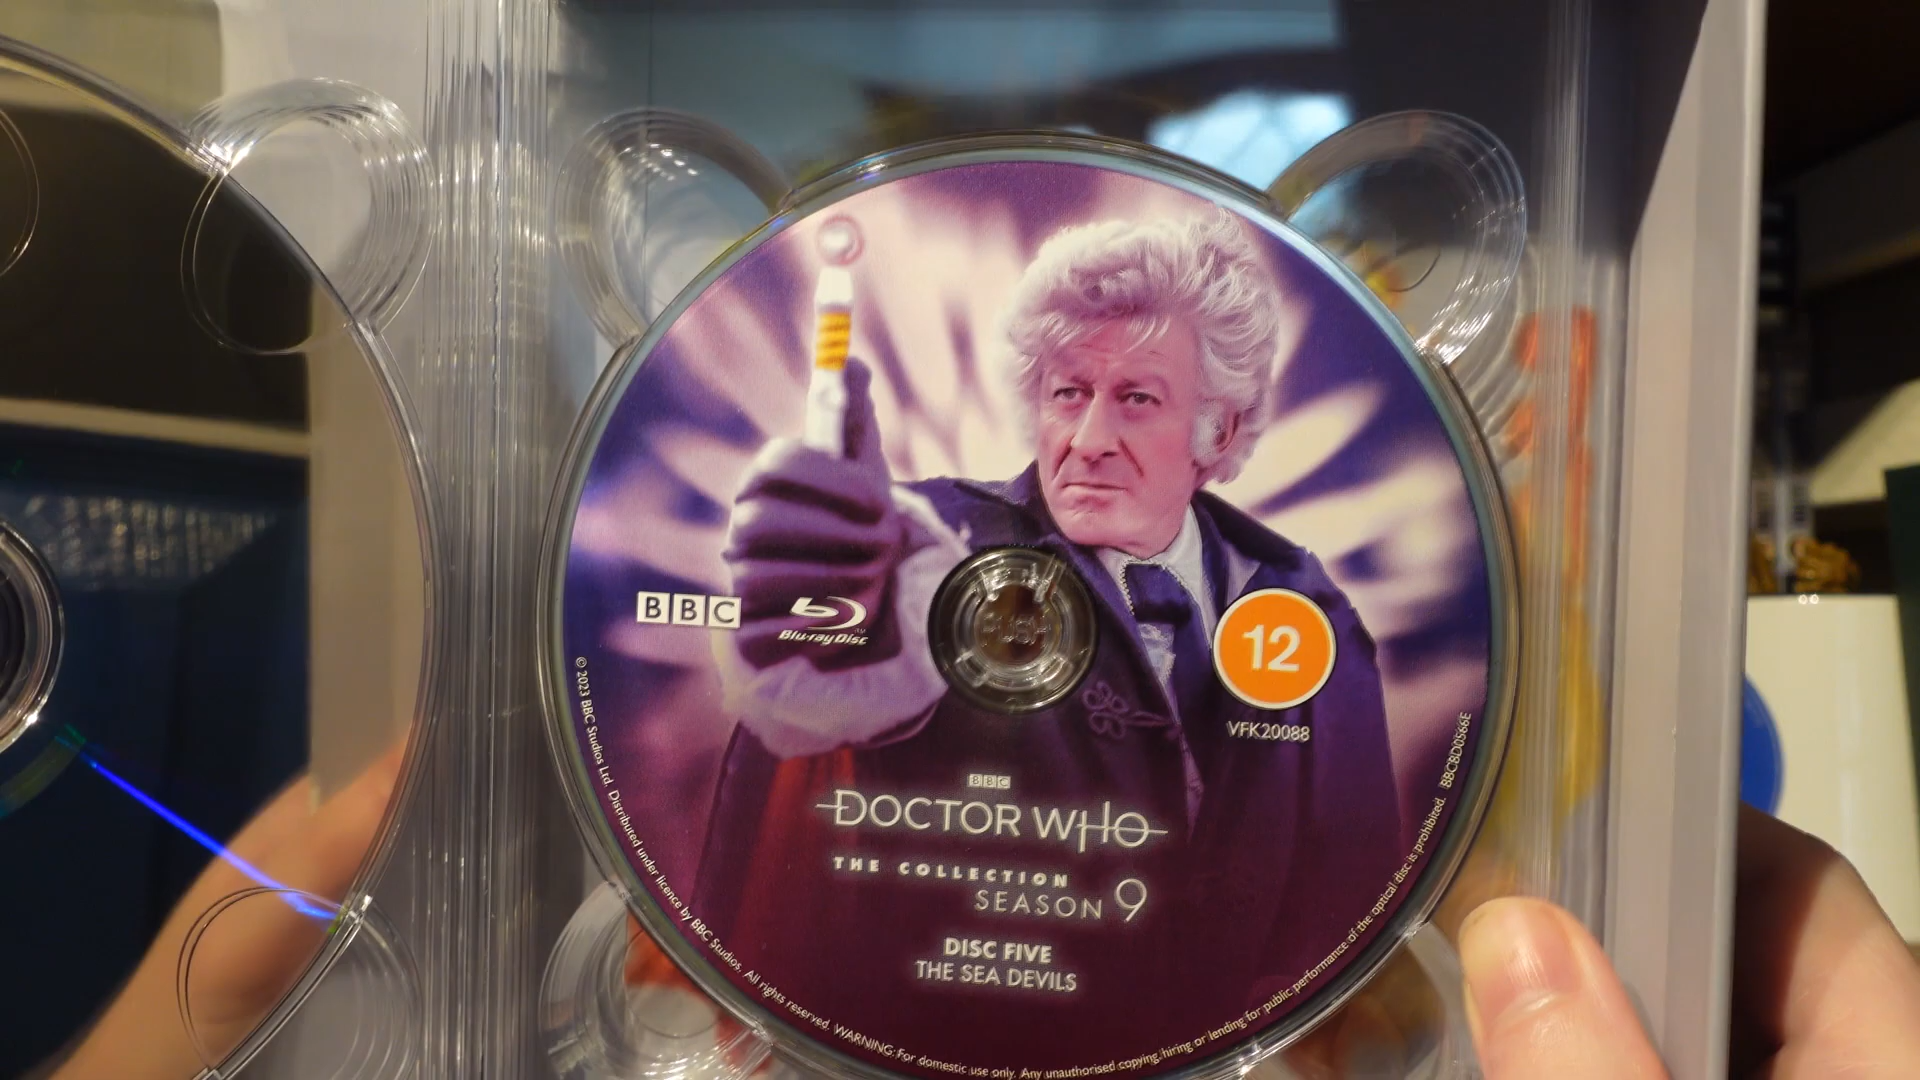 BBC
Blu-ray Disc
TM
PUSH
12
VFK20088
BBC
DOCTOR WHO
THE COLLECTION
SEASON 9
DISC FIVE
THE SEA DEVILS
© 2023 BBC Studios Ltd. Distributed under licence by BBC Studios. All rights reserved. WARNING: For domestic use only. Any unauthorised copying, hiring or lending for public performance of the optical disc is prohibited. BBCBD0566E